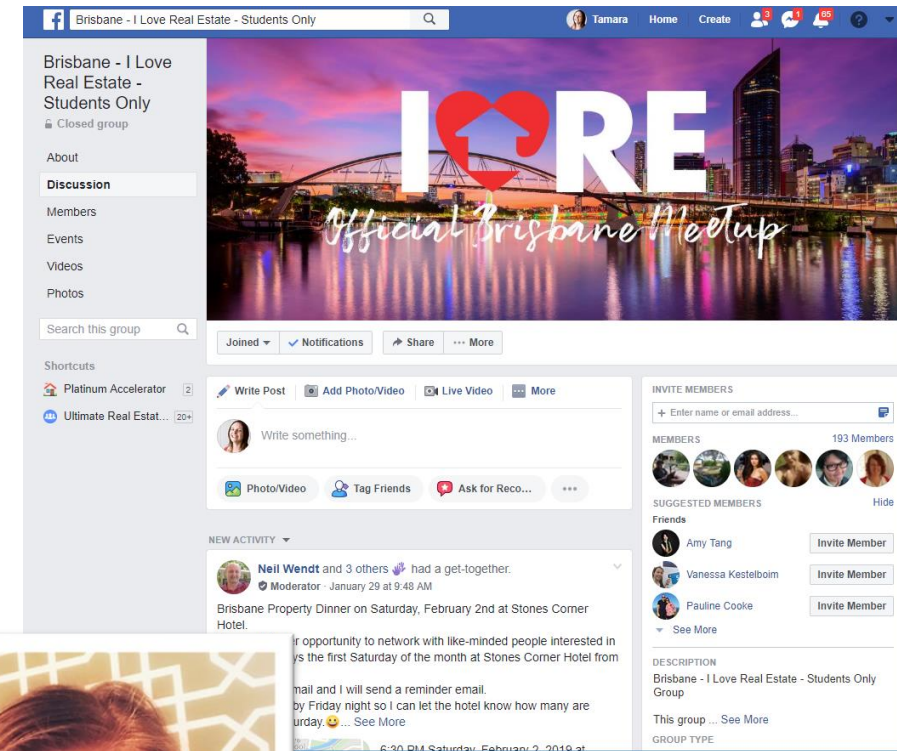 Brisbane - I Love Real Estate - Students Only
Tamara Home Create 3 1 65
Brisbane - I Love
Real Estate -
Students Only
Closed group
About
Discussion
Members
Events
Videos
Photos
Search this group
Shortcuts
Platinum Accelerator 2
Ultimate Real Estat... 20+
I RE
Official Brisbane Meetup
Joined Notifications Share ... More
Write Post Add Photo/Video Live Video More
Write something...
Photo/Video Tag Friends Ask for Reco... •••
NEW ACTIVITY
Neil Wendt and 3 others had a get-together.
Moderator · January 29 at 9:48 AM
Brisbane Property Dinner on Saturday, February 2nd at Stones Corner
Hotel.
opportunity to network with like-minded people interested in
the first Saturday of the month at Stones Corner Hotel from
and I will send a reminder email.
by Friday night so I can let the hotel know how many are
... See More
6:30 PM Saturday, February 2, 2019 at
INVITE MEMBERS
+ Enter name or email address...
MEMBERS 193 Members
SUGGESTED MEMBERS Hide
Friends
Amy Tang Invite Member
Vanessa Kestelboim Invite Member
Pauline Cooke Invite Member
See More
DESCRIPTION
Brisbane - I Love Real Estate - Students Only
Group
This group ... See More
GROUP TYPE